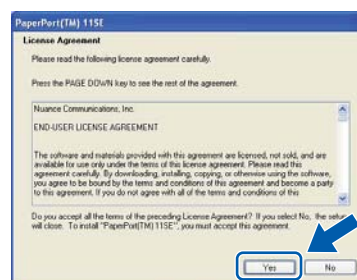 PaperPort(TM) 11SE
License Agreement
Please read the following license agreement carefully.
Press the PAGE DOWN key to see the rest of the agreement.
Nuance Communications, Inc.
END-USER LICENSE AGREEMENT
The software and materials provided with this agreement are licensed, not sold, and are
available for use only under the terms of this license agreement. Please read this
agreement carefully. By downloading, installing, copying, or otherwise using the software,
you agree to be bound by the terms and conditions of this agreement and become a party
to this agreement. If you do not agree with all of the terms and conditions of this
Do you accept all the terms of the preceding License Agreement? If you select No, the setup
will close. To install "PaperPort(TM) 11SE", you must accept this agreement.
Yes
No